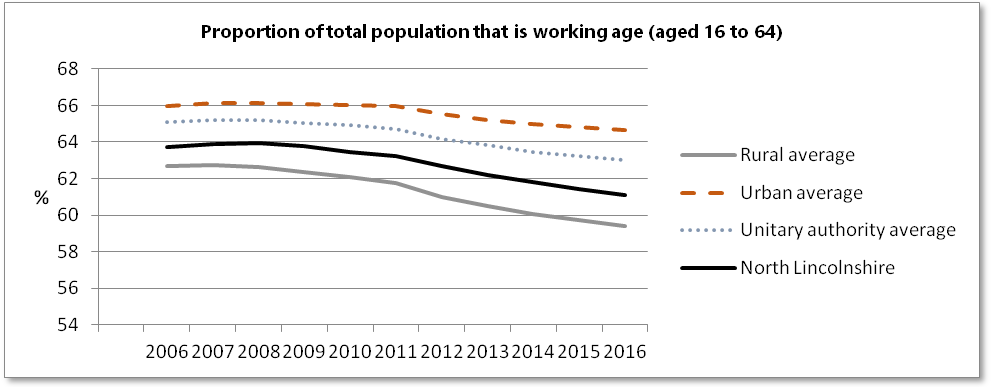 Proportion of total population that is working age (aged 16 to 64)
68
66
64
62
60
58
56
54
%
2006 2007 2008 2009 2010 2011 2012 2013 2014 2015 2016
Rural average
Urban average
Unitary authority average
North Lincolnshire